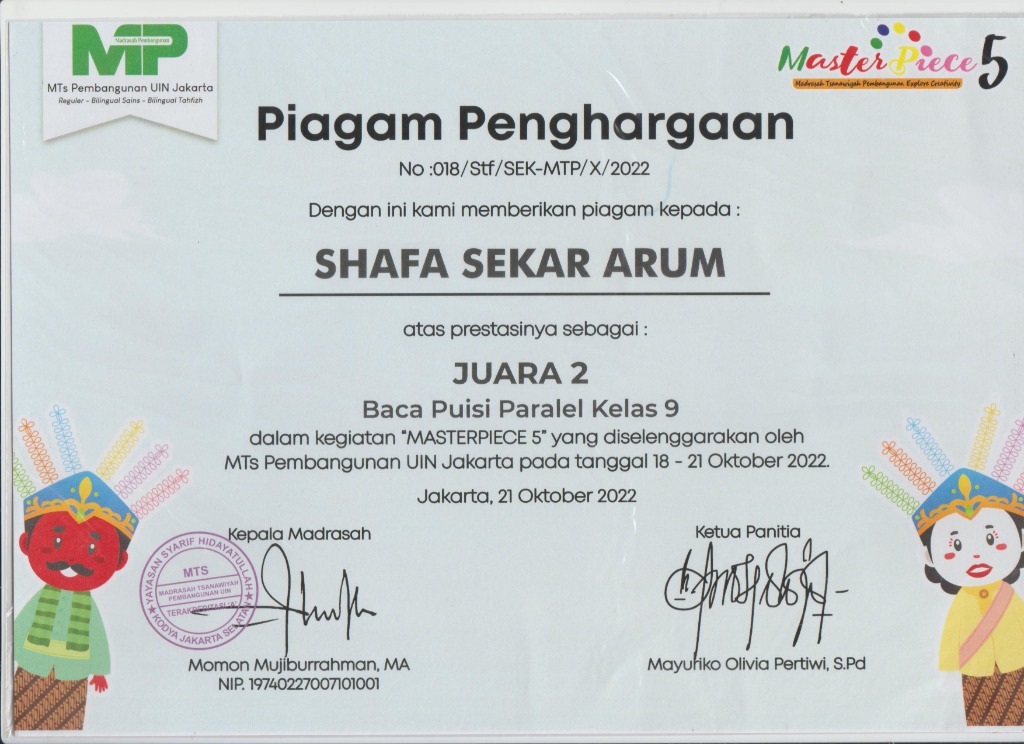 Madrasah Pembangunan
MP
MTs Pembangunan UIN Jakarta
Reguler - Bilingual Sains - Bilingual Tahfizh
MasterPiece 5
Madrasah Tsanawiyah Pembangunan Explore Creativity
Piagam Penghargaan
No :018/Stf/SEK-MTP/X/2022
Dengan ini kami memberikan piagam kepada :
SHAFA SEKAR ARUM
atas prestasinya sebagai :
JUARA 2
Baca Puisi Paralel Kelas 9
dalam kegiatan “MASTERPIECE 5” yang diselenggarakan oleh
MTs Pembangunan UIN Jakarta pada tanggal 18 - 21 Oktober 2022.
Jakarta, 21 Oktober 2022
Kepala Madrasah
YAYASAN SYARIF HIDAYATULLAH
MTS
MADRASAH TSANAWIYAH
PEMBANGUNAN UIN
TERAKREDITASI "A"
KODYA JAKARTA SELATAN
Momon Mujiburrahman, MA
NIP. 19740227007101001
Ketua Panitia
Mayuriko Olivia Pertiwi, S.Pd